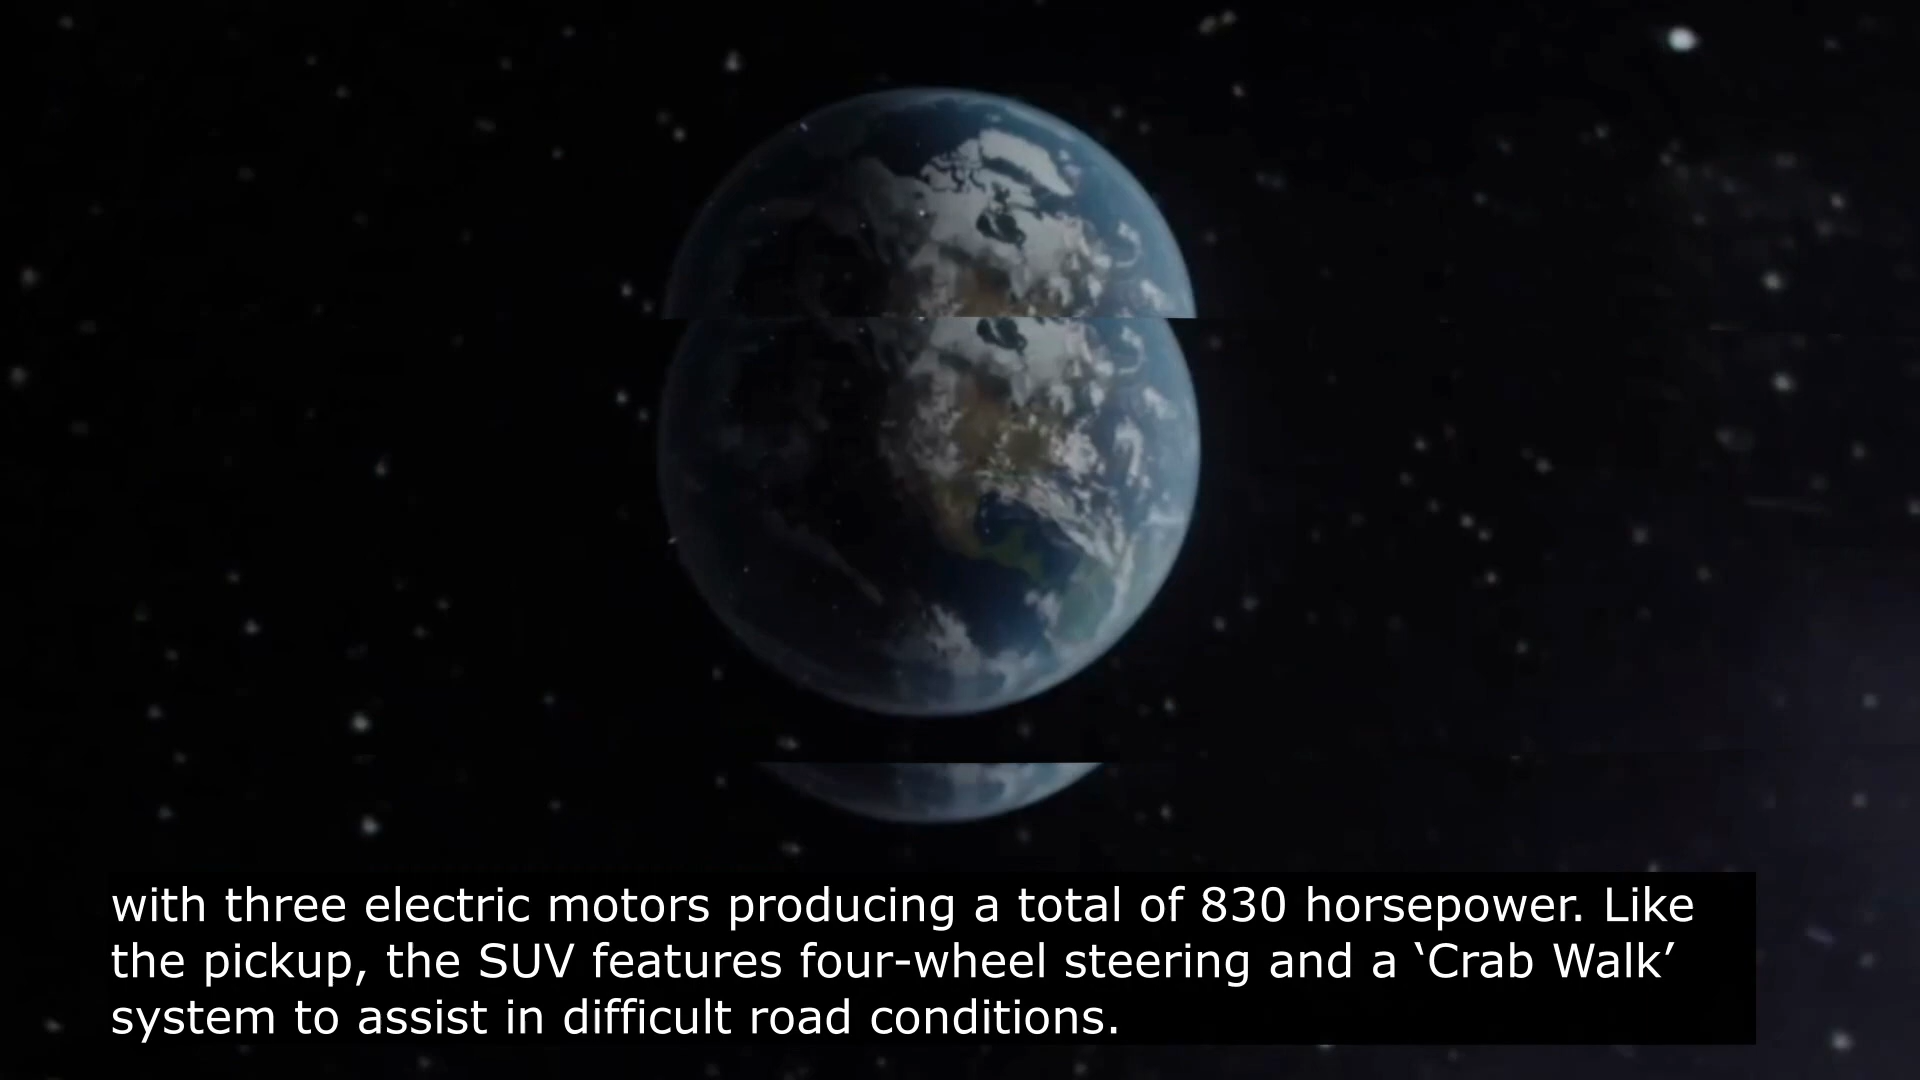 with three electric motors producing a total of 830 horsepower. Like
the pickup, the SUV features four-wheel steering and a ‘Crab Walk’
system to assist in difficult road conditions.